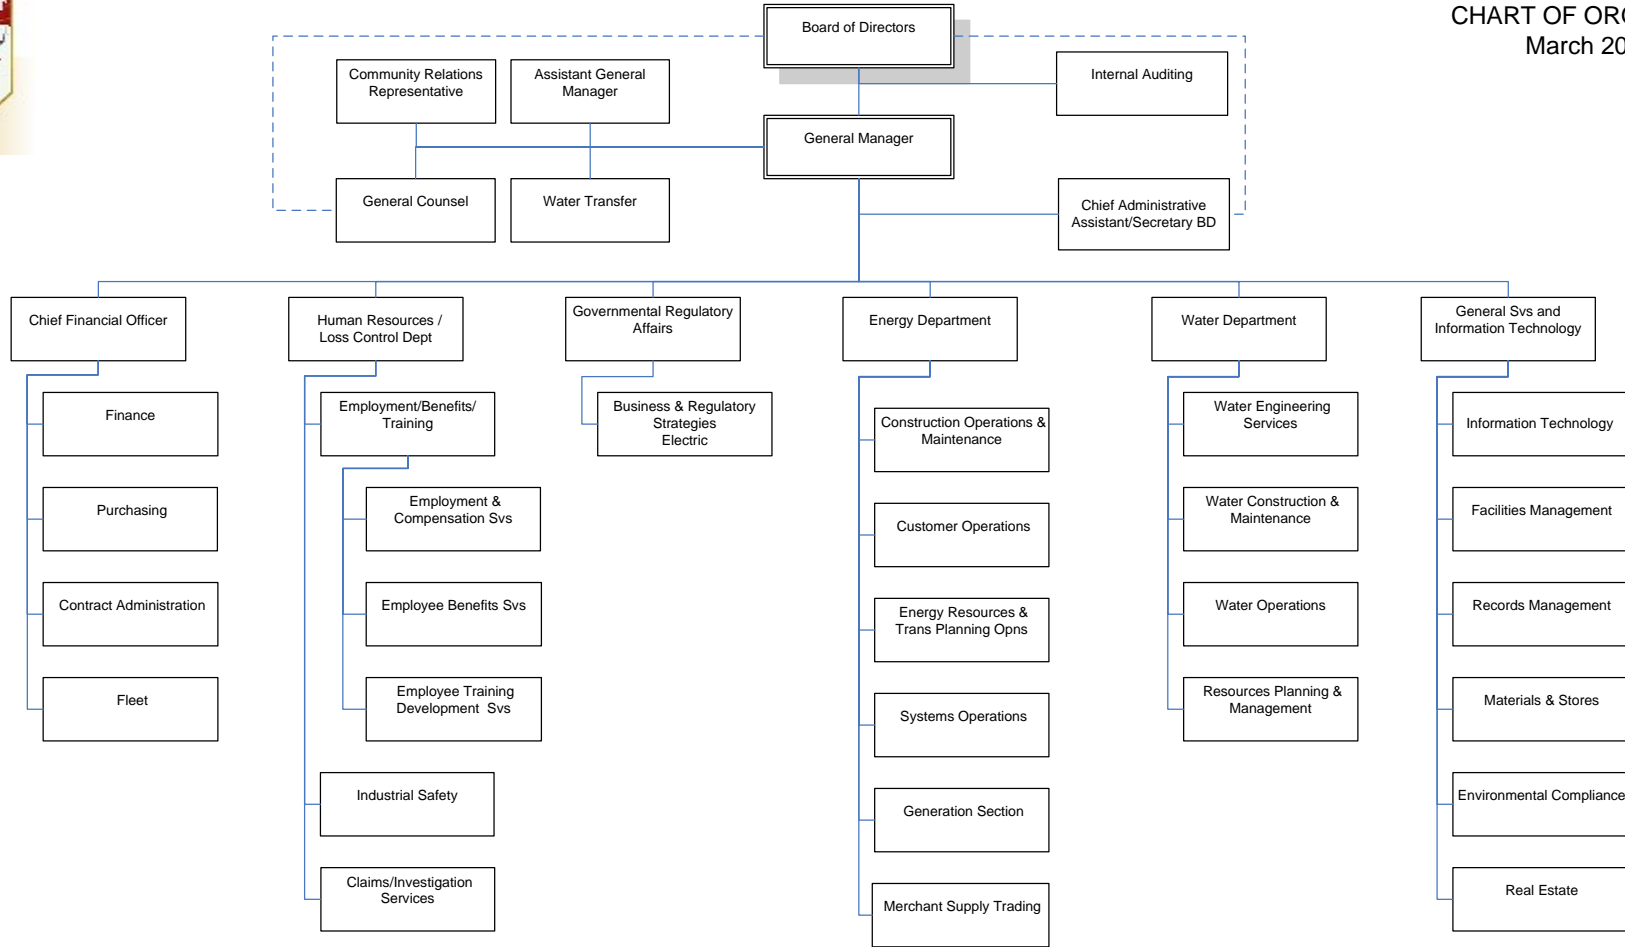 CHART OF
March
Board of Directors
Community Relations
Representative
Assistant General
Manager
Internal Auditing
General Manager
General Counsel
Water Transfer
Chief Administrative
Assistant/Secretary BD
Chief Financial Officer
Human Resources /
Loss Control Dept
Governmental Regulatory
Affairs
Energy Department
Water Department
General Svs and
Information Technology
Finance
Purchasing
Contract Administration
Fleet
Employment/Benefits/
Training
Employment &
Compensation Svs
Employee Benefits Svs
Employee Training
Development  Svs
Industrial Safety
Claims/Investigation
Services
Business & Regulatory
Strategies
Electric
Construction Operations &
Maintenance
Customer Operations
Energy Resources &
Trans Planning Opns
Systems Operations
Generation Section
Merchant Supply Trading
Water Engineering
Services
Water Construction &
Maintenance
Water Operations
Resources Planning &
Management
Information Technology
Facilities Management
Records Management
Materials & Stores
Environmental Compliance
Real Estate